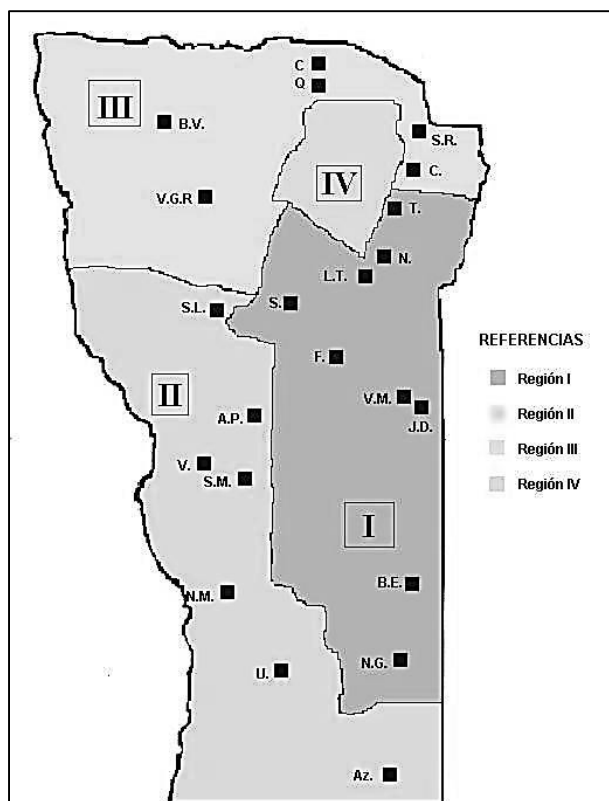 C
Q
III
B.V.
S.R.
IV
C.
V.G.R
T.
N.
L.T.
S.L.
S.
REFERENCIAS
F.
Región I
II
V.M.
Región II
A.P.
J.D.
Región III
V.
S.M.
Región IV
I
B.E.
N.M.
N.G.
U.
Az.